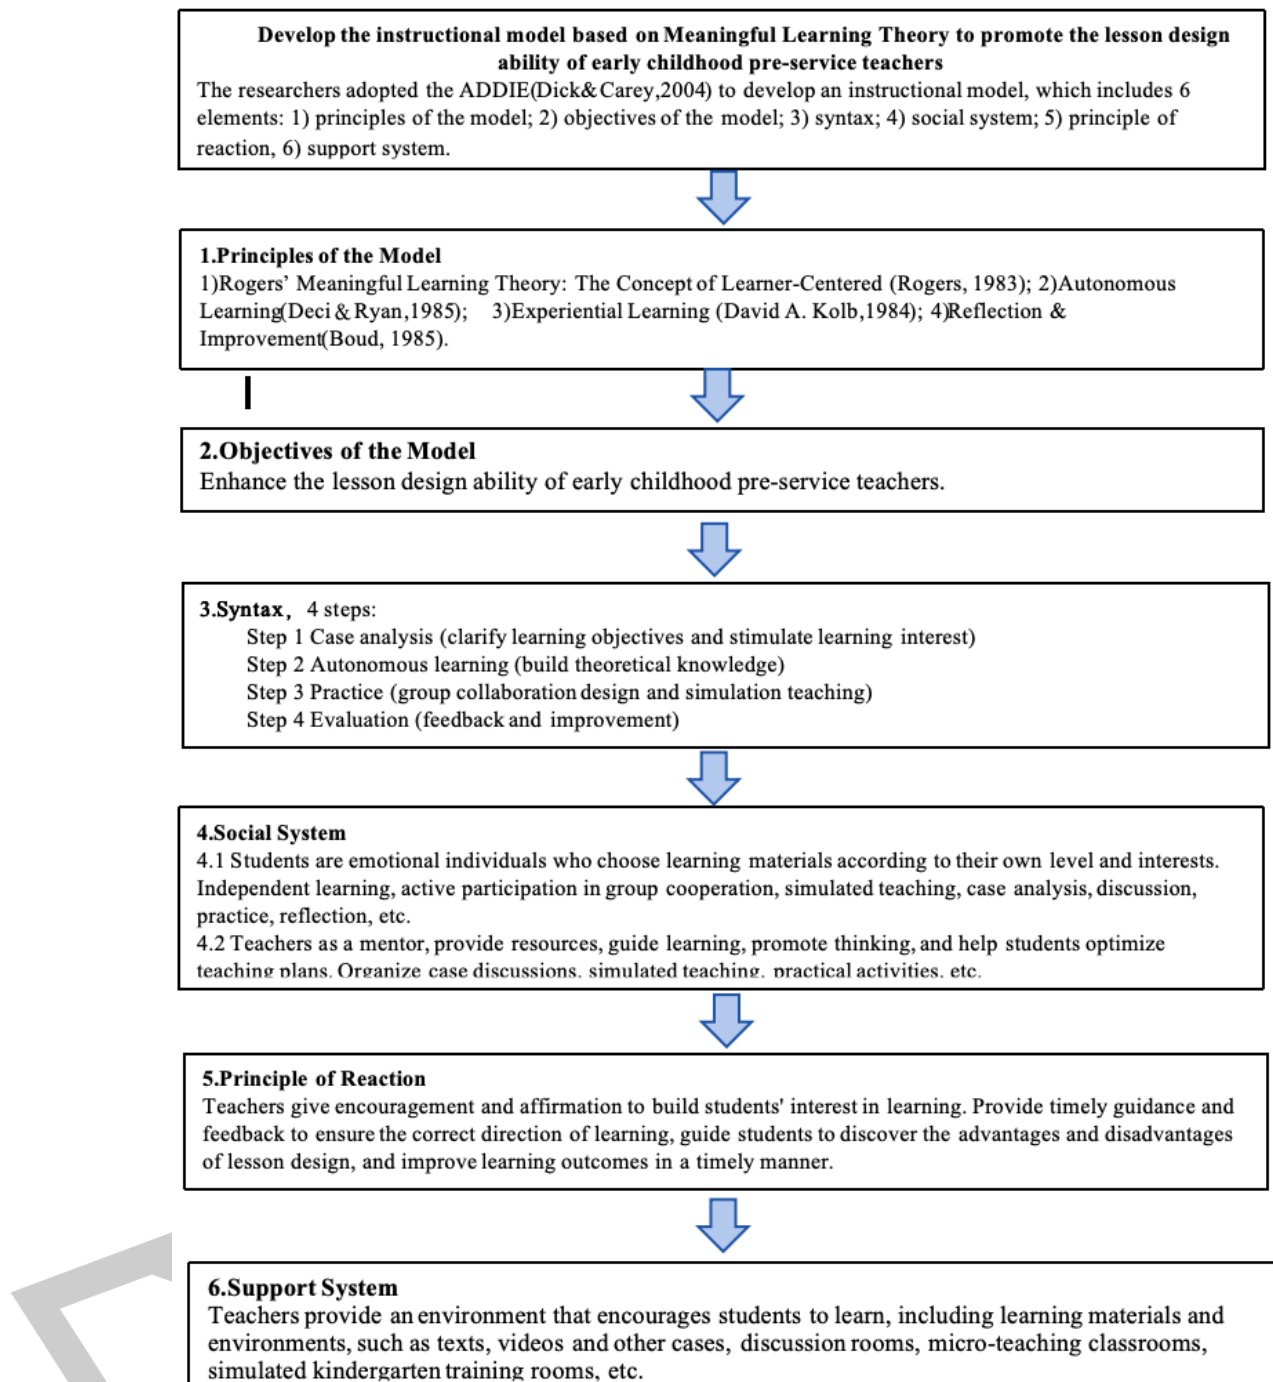 Develop the instructional model based on Meaningful Learning Theory to promote the lesson design
ability of early childhood pre-service teachers
The researchers adopted the ADDIE(Dick& Carey,2004) to develop an instructional model, which includes 6
elements: 1) principles of the model; 2) objectives of the model; 3) syntax; 4) social system; 5) principle of
reaction, 6) support system.
1.Principles of the Model
1)Rogers’ Meaningful Learning Theory: The Concept of Learner-Centered (Rogers, 1983); 2)Autonomous
Learning(Deci & Ryan,1985); 3)Experiential Learning (David A. Kolb,1984); 4)Reflection &
Improvement(Boud, 1985).
2.Objectives of the Model
Enhance the lesson design ability of early childhood pre-service teachers.
3.Syntax，4 steps:
Step 1 Case analysis (clarify learning objectives and stimulate learning interest)
Step 2 Autonomous learning (build theoretical knowledge)
Step 3 Practice (group collaboration design and simulation teaching)
Step 4 Evaluation (feedback and improvement)
4.Social System
4.1 Students are emotional individuals who choose learning materials according to their own level and interests.
Independent learning, active participation in group cooperation, simulated teaching, case analysis, discussion,
practice, reflection, etc.
4.2 Teachers as a mentor, provide resources, guide learning, promote thinking, and help students optimize
teaching plans. Organize case discussions, simulated teaching, practical activities, etc.
5.Principle of Reaction
Teachers give encouragement and affirmation to build students' interest in learning. Provide timely guidance and
feedback to ensure the correct direction of learning, guide students to discover the advantages and disadvantages
of lesson design, and improve learning outcomes in a timely manner.
6.Support System
Teachers provide an environment that encourages students to learn, including learning materials and
environments, such as texts, videos and other cases, discussion rooms, micro-teaching classrooms,
simulated kindergarten training rooms, etc.